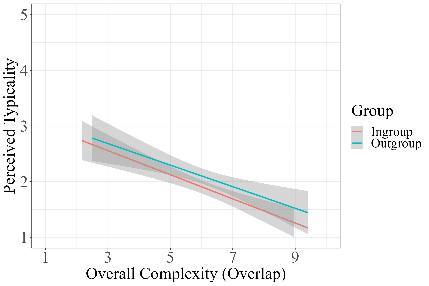 5
4
3
2
1
Perceived Typicality
1 3 5 7 9
Overall Complexity (Overlap)
Group
Ingroup
Outgroup